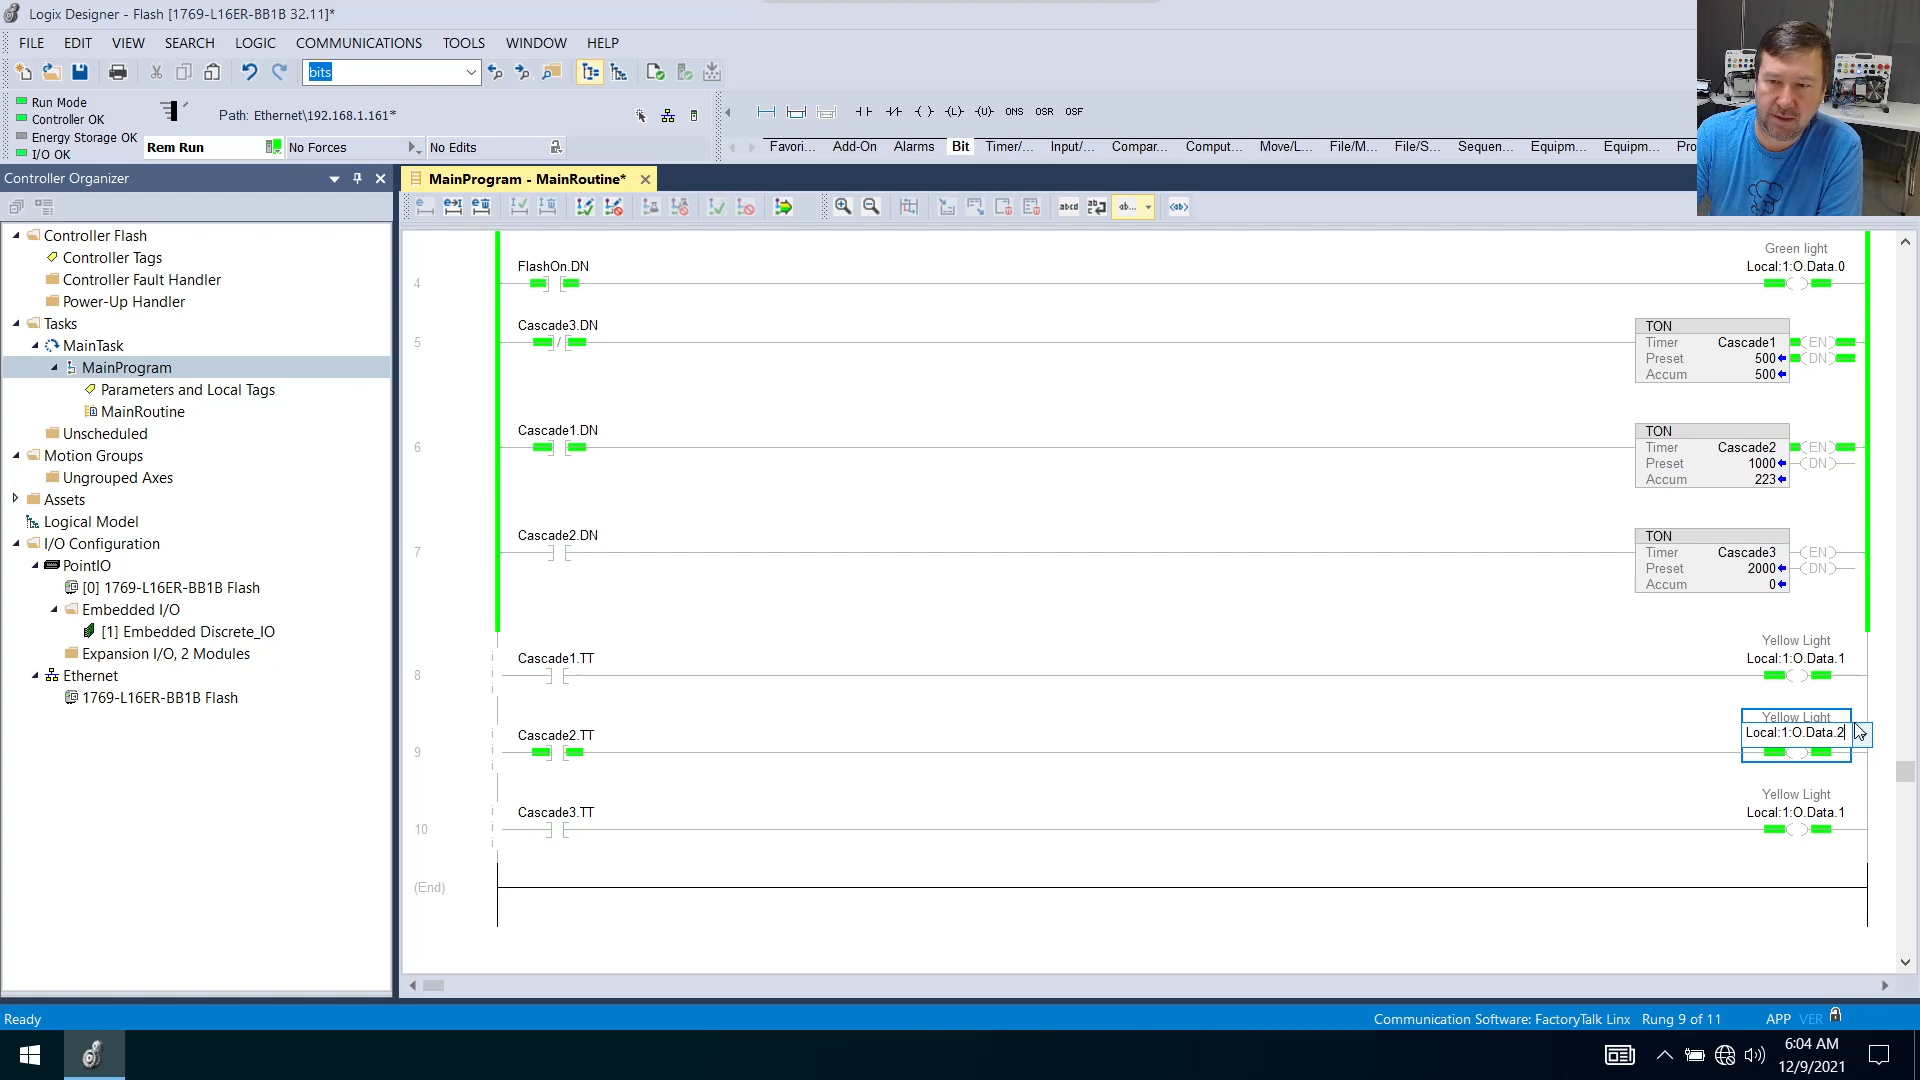 Logix Designer - Flash [1769-L16ER-BB1B 32.11]*
FILE EDIT VIEW SEARCH LOGIC COMMUNICATIONS TOOLS WINDOW HELP
bits
Run Mode
Controller OK
Energy Storage OK
I/O OK
Path: Ethernet\192.168.1.161*
Rem Run No Forces No Edits
ONS OSR OSF
Favori... Add-On Alarms Bit Timer/... Input/... Compar... Comput... Move/L... File/M... File/S... Sequen... Equipm... Equipm... Pro
Controller Organizer
MainProgram - MainRoutine*
Controller Flash
Controller Tags
Controller Fault Handler
Power-Up Handler
Tasks
MainTask
MainProgram
Parameters and Local Tags
MainRoutine
Unscheduled
Motion Groups
Ungrouped Axes
Assets
Logical Model
I/O Configuration
PointIO
[0] 1769-L16ER-BB1B Flash
Embedded I/O
[1] Embedded Discrete_IO
Expansion I/O, 2 Modules
Ethernet
1769-L16ER-BB1B Flash
Green light
FlashOn.DN Local:1:O.Data.0
4
Cascade3.DN
5
TON
Timer Cascade1 EN
Preset 500 DN
Accum 500
Cascade1.DN
6
TON
Timer Cascade2 EN
Preset 1000 DN
Accum 223
Cascade2.DN
7
TON
Timer Cascade3 EN
Preset 2000 DN
Accum 0
Yellow Light
Cascade1.TT Local:1:O.Data.1
8
Yellow Light
Cascade2.TT Local:1:O.Data.2
9
Yellow Light
Cascade3.TT Local:1:O.Data.1
10
(End)
Ready
Communication Software: FactoryTalk Linx Rung 9 of 11 APP VER
6:04 AM
12/9/2021